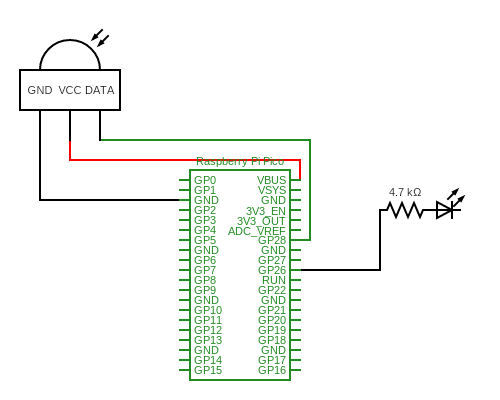 GND VCC DATA
Raspberry Pi Pico
GP0 VBUS
GP1 VSYS
GND GND
GP2 3V3_EN
GP3 3V3_OUT
GP4 ADC_VREF
GP5 GP28
GND GND
GP6 GP27
GP7 GP26
GP8 RUN
GP9 GP22
GND GND
GP10 GP21
GP11 GP20
GP12 GP19
GP13 GP18
GND GND
GP14 GP17
GP15 GP16
4.7 kΩ